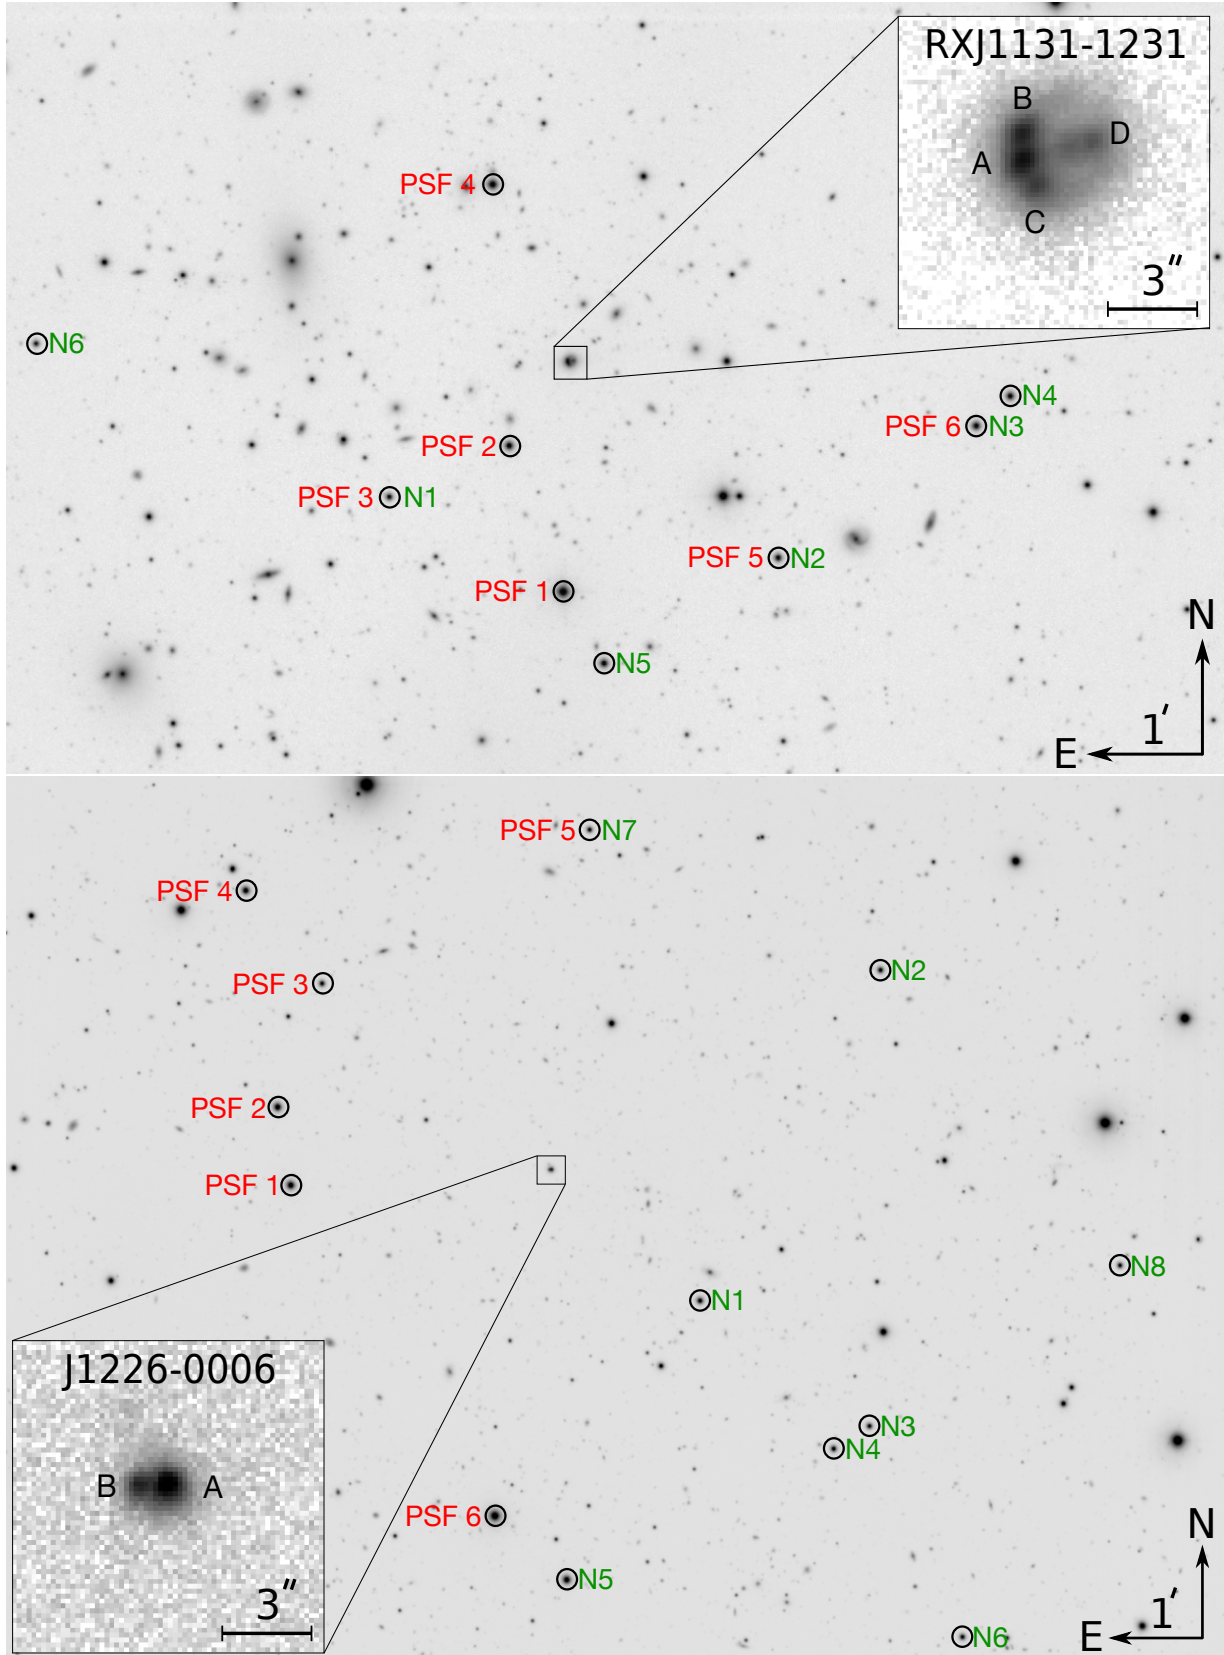 RXJ1131-1231
B
D
A
C
3″
PSF 4
N6
N4
PSF 6 N3
PSF 2
PSF 3 N1
PSF 5 N2
PSF 1
N5
N
1′
E
PSF 5 N7
PSF 4
N2
PSF 3
PSF 2
PSF 1
N8
N1
J1226-0006
B A
3″
N3
N4
PSF 6
N5
N
1′
E
N6